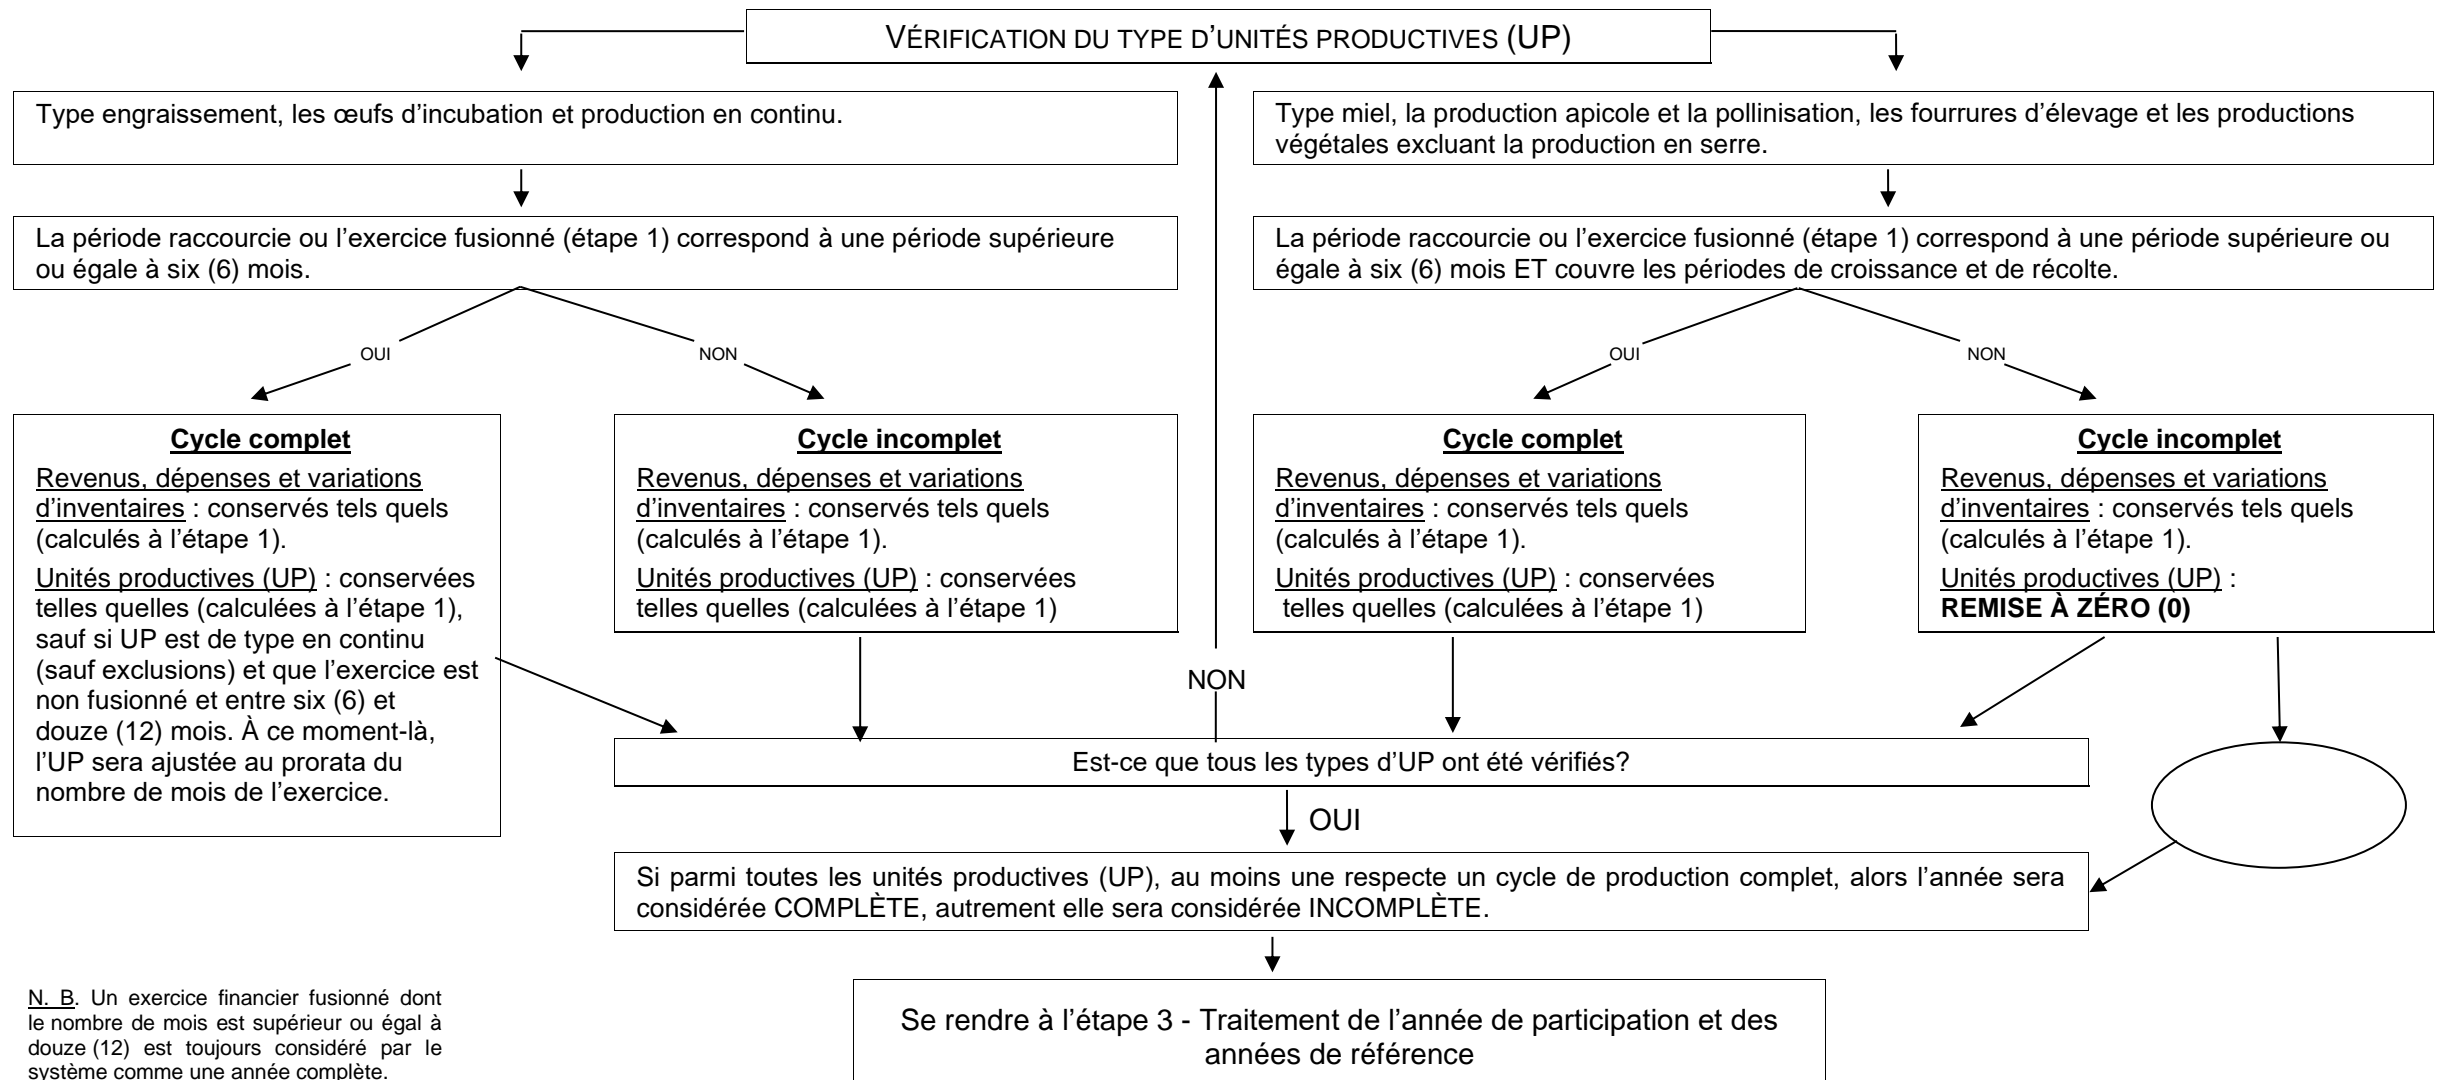 VÉRIFICATION DU TYPE D’UNITÉS PRODUCTIVES (UP)
Type engraissement, les œufs d’incubation et production en continu.
Type miel, la production apicole et la pollinisation, les fourrures d’élevage et les productions
végétales excluant la production en serre.
La période raccourcie ou l’exercice fusionné (étape 1) correspond à une période supérieure
ou égale à six (6) mois.
La période raccourcie ou l’exercice fusionné (étape 1) correspond à une période supérieure ou
égale à six (6) mois ET couvre les périodes de croissance et de récolte.
OUI
NON
OUI
NON
Cycle complet
Revenus, dépenses et variations
d’inventaires : conservés tels quels
(calculés à l’étape 1).
Unités productives (UP) : conservées
telles quelles (calculées à l’étape 1),
sauf si UP est de type en continu
(sauf exclusions) et que l’exercice est
non fusionné et entre six (6) et
douze (12) mois. À ce moment-là,
l’UP sera ajustée au prorata du
nombre de mois de l’exercice.
Cycle incomplet
Revenus, dépenses et variations
d’inventaires : conservés tels quels
(calculés à l’étape 1).
Unités productives (UP) : conservées
telles quelles (calculées à l’étape 1)
Cycle complet
Revenus, dépenses et variations
d’inventaires : conservés tels quels
(calculés à l’étape 1).
Unités productives (UP) : conservées
telles quelles (calculées à l’étape 1)
Cycle incomplet
Revenus, dépenses et variations
d’inventaires : conservés tels quels
(calculés à l’étape 1).
Unités productives (UP) :
REMISE À ZÉRO (0)
NON
Est-ce que tous les types d’UP ont été vérifiés?
OUI
Si parmi toutes les unités productives (UP), au moins une respecte un cycle de production complet, alors l’année sera
considérée COMPLÈTE, autrement elle sera considérée INCOMPLÈTE.
Se rendre à l’étape 3 - Traitement de l’année de participation et des
années de référence
N. B. Un exercice financier fusionné dont
le nombre de mois est supérieur ou égal à
douze (12) est toujours considéré par le
système comme une année complète.